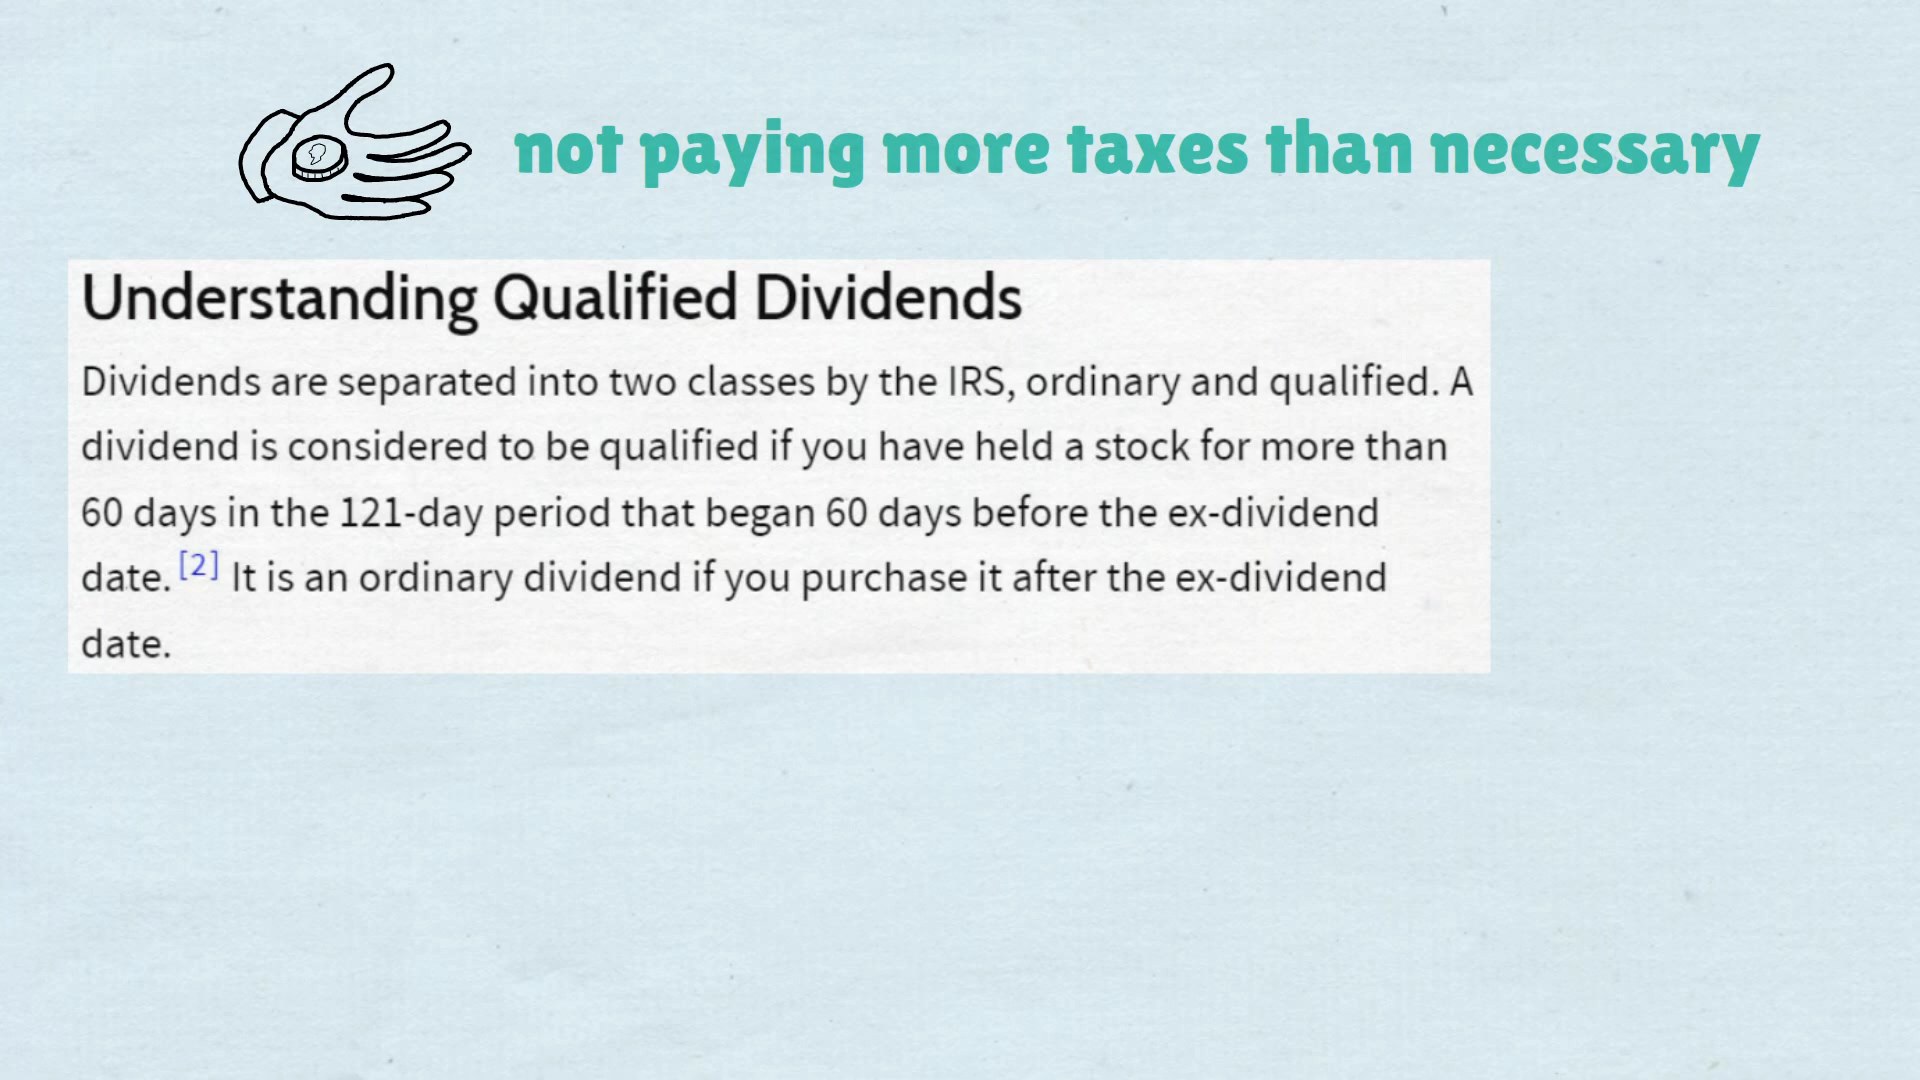 not paying more taxes than necessary
Understanding Qualified Dividends
Dividends are separated into two classes by the IRS, ordinary and qualified. A
dividend is considered to be qualified if you have held a stock for more than
60 days in the 121-day period that began 60 days before the ex-dividend
date. [2] It is an ordinary dividend if you purchase it after the ex-dividend
date.